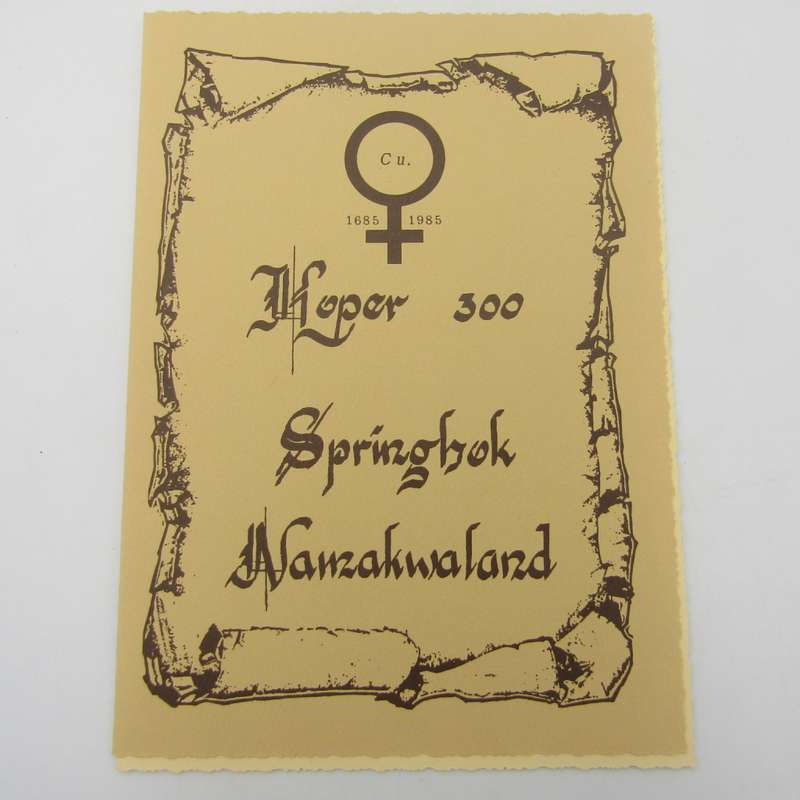 Cu.
1685 1985
Koper 300
Springbok
Namakwaland